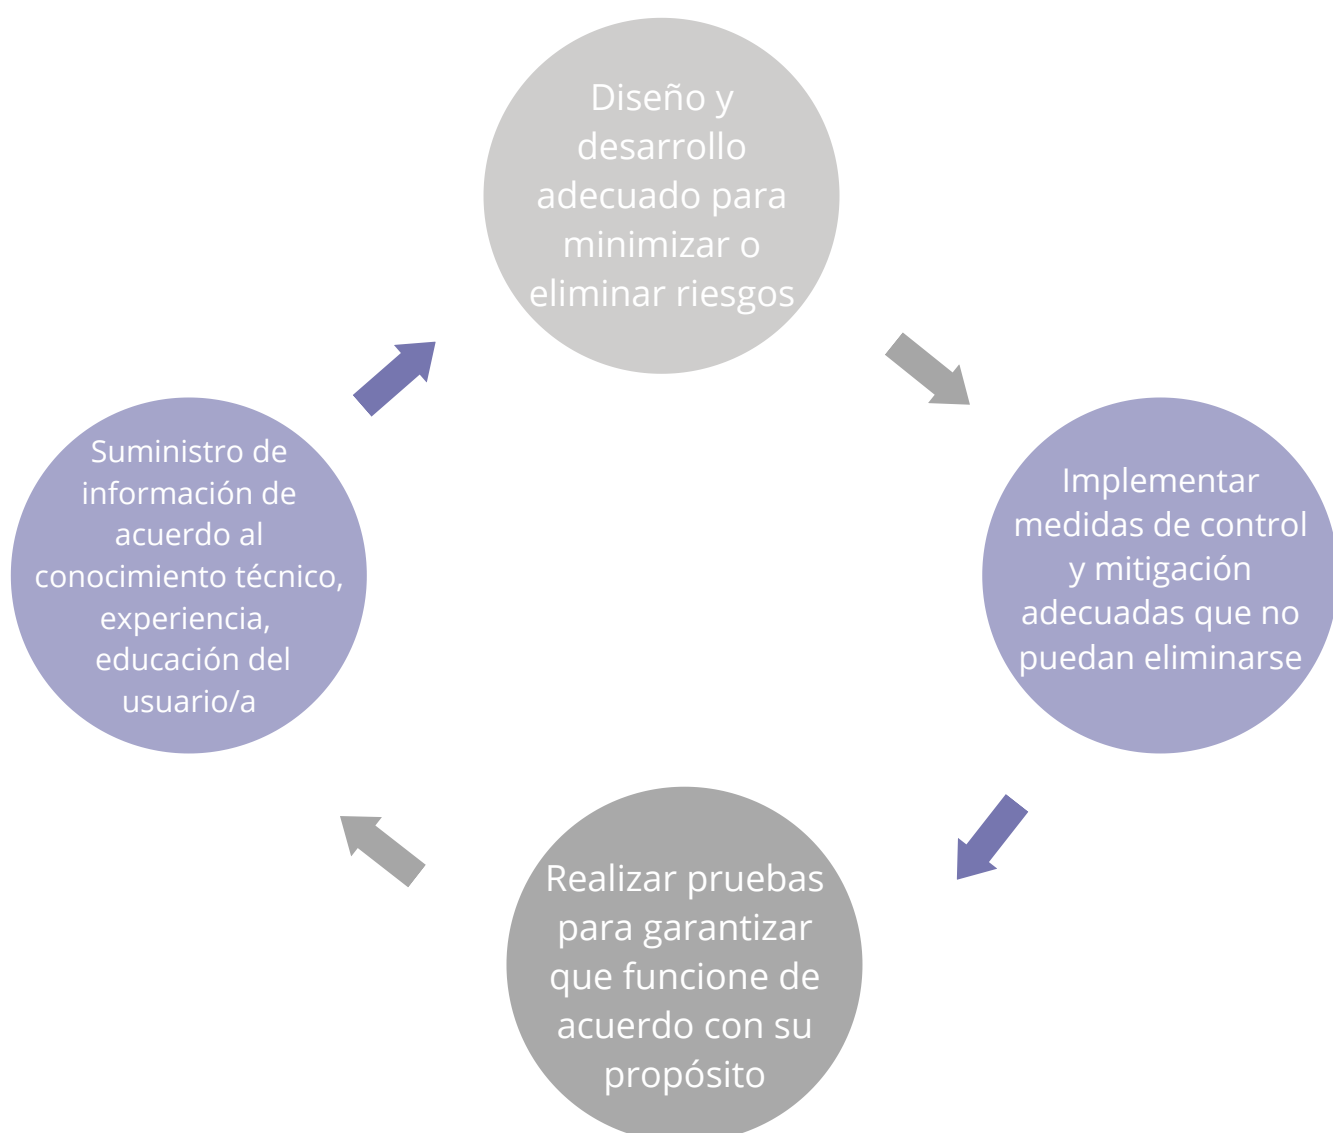 Diseño y
desarrollo
adecuado para
minimizar o
eliminar riesgos
Implementar
medidas de control
y mitigación
adecuadas que no
puedan eliminarse
Realizar pruebas
para garantizar
que funcione de
acuerdo con su
propósito
Suministro de
información de
acuerdo al
conocimiento técnico,
experiencia,
educación del
usuario/a